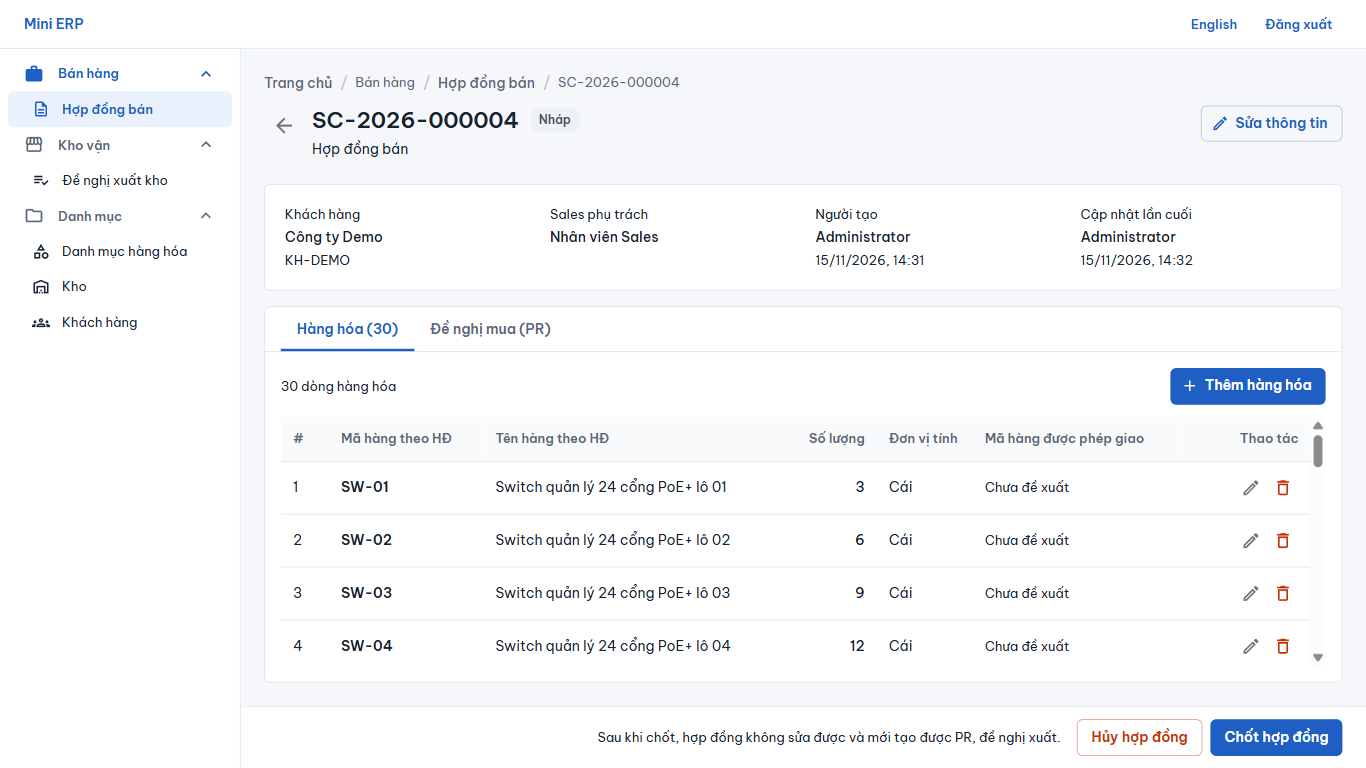 Mini ERP
English
Đăng xuất
Bán hàng
Hợp đồng bán
Kho vận
Đề nghị xuất kho
Danh mục
Danh mục hàng hóa
Kho
Khách hàng
Trang chủ / Bán hàng / Hợp đồng bán / SC-2026-000004
SC-2026-000004 Nháp
Hợp đồng bán
Sửa thông tin
Khách hàng
Công ty Demo
KH-DEMO
Sales phụ trách
Nhân viên Sales
Người tạo
Administrator
15/11/2026, 14:31
Cập nhật lần cuối
Administrator
15/11/2026, 14:32
Hàng hóa (30) Đề nghị mua (PR)
30 dòng hàng hóa
+ Thêm hàng hóa
# Mã hàng theo HĐ Tên hàng theo HĐ Số lượng Đơn vị tính Mã hàng được phép giao Thao tác
1 SW-01 Switch quản lý 24 cổng PoE+ lô 01 3 Cái Chưa đề xuất
2 SW-02 Switch quản lý 24 cổng PoE+ lô 02 6 Cái Chưa đề xuất
3 SW-03 Switch quản lý 24 cổng PoE+ lô 03 9 Cái Chưa đề xuất
4 SW-04 Switch quản lý 24 cổng PoE+ lô 04 12 Cái Chưa đề xuất
Sau khi chốt, hợp đồng không sửa được và mới tạo được PR, đề nghị xuất.
Hủy hợp đồng
Chốt hợp đồng